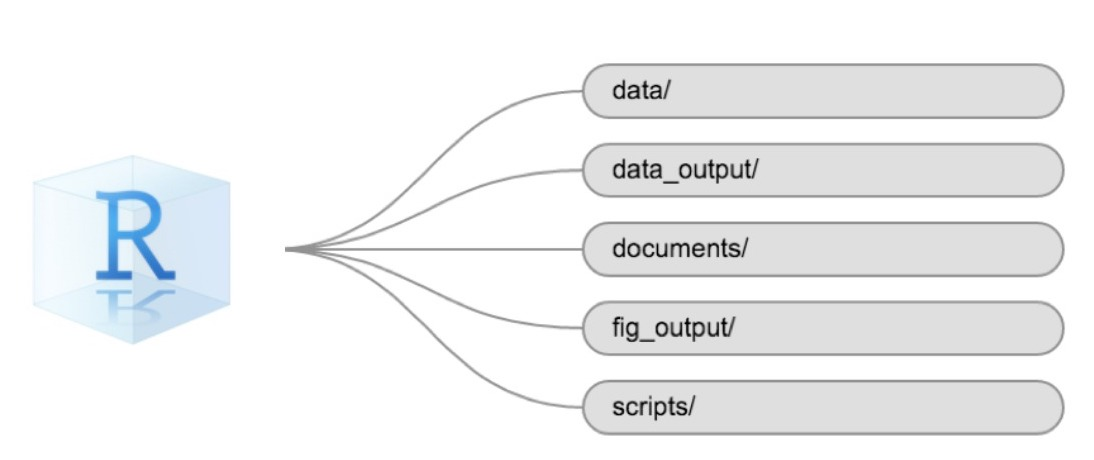 R
data/
data_output/
documents/
fig_output/
scripts/